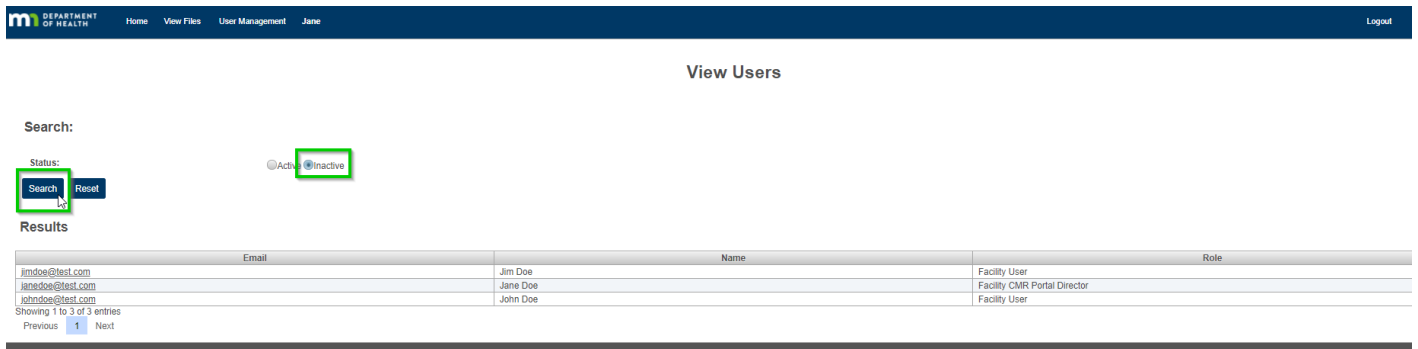 DEPARTMENT OF HEALTH Home View Files User Management Jane Logout
View Users
Search:
Status: Active Inactive
Search Reset
Results
Email Name Role
jimdoe@test.com Jim Doe Facility User
janedoe@test.com Jane Doe Facility CMR Portal Director
johndoe@test.com John Doe Facility User
Showing 1 to 3 of 3 entries
Previous 1 Next